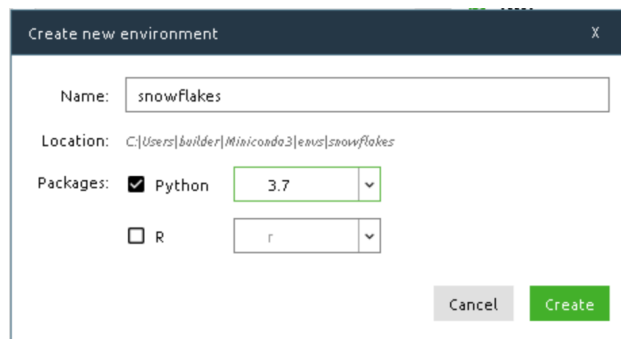 Create new environment X
Name: snowflakes
Location: C:|Users|builder|Miniconda3|envs|snowflakes
Packages: Python 3.7
R r
Cancel Create